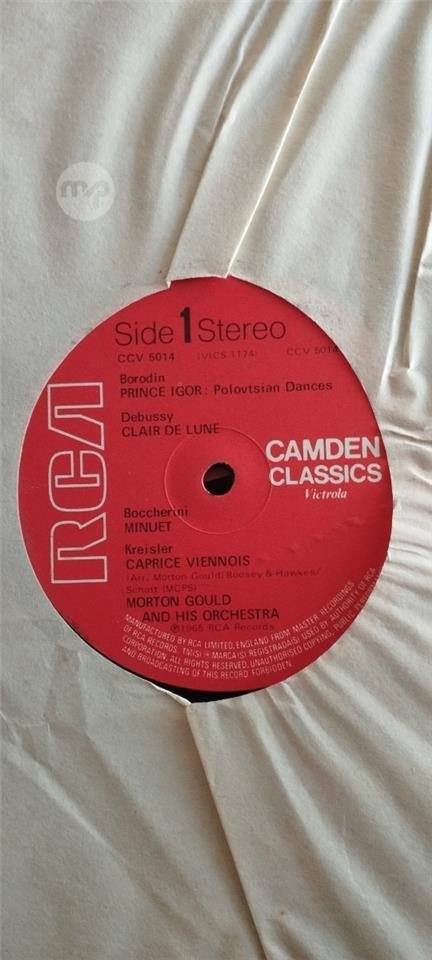 mp
Side 1 Stereo
CCV 5014 (VICS 1174) CCV 5014
Borodin
PRINCE IGOR: Polovtsian Dances
Debussy
CLAIR DE LUNE
CAMDEN
CLASSICS
Victrola
RCA
Boccherini
MINUET
Kreisler
CAPRICE VIENNOIS
(Arr. Morton Gould) Boosey & Hawkes/
Schott (MCPS)
MORTON GOULD
AND HIS ORCHESTRA
℗1965 RCA Records
MANUFACTURED BY RCA LIMITED, ENGLAND, FROM MASTER RECORDINGS
OF RCA RECORDS. TM(S) ® MARCA(S) REGISTRADA(S) USED BY AUTHORITY OF RCA
CORPORATION. ALL RIGHTS RESERVED, UNAUTHORISED COPYING, PUBLIC
AND BROADCASTING OF THIS RECORD FORBIDDEN